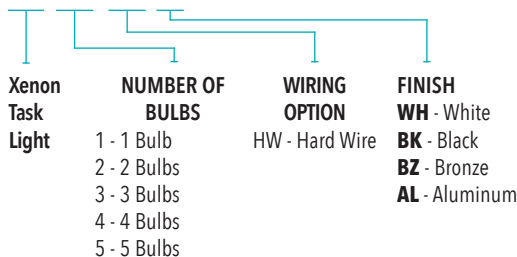 Xenon
Task
Light
NUMBER OF
BULBS
1 - 1 Bulb
2 - 2 Bulbs
3 - 3 Bulbs
4 - 4 Bulbs
5 - 5 Bulbs
WIRING
OPTION
HW - Hard Wire
FINISH
WH - White
BK - Black
BZ - Bronze
AL - Aluminum